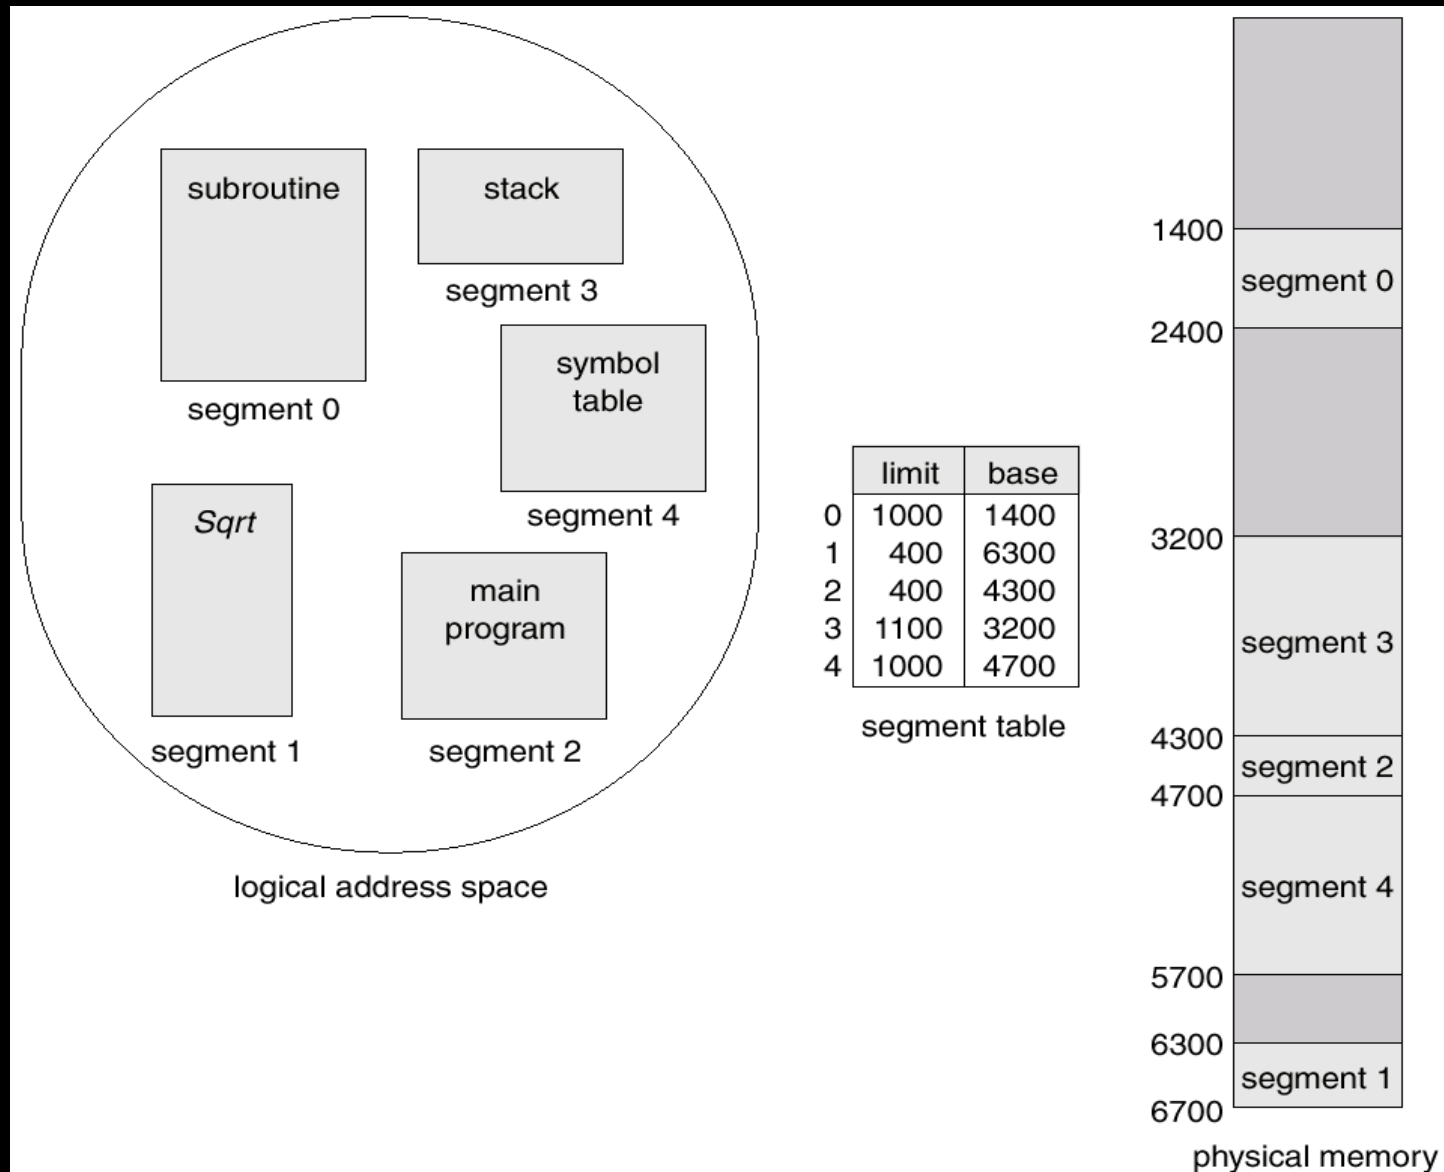 subroutine
segment 0
stack
segment 3
symbol
table
segment 4
Sqrt
segment 1
main
program
segment 2
logical address space
limit base
0 1000 1400
1 400 6300
2 400 4300
3 1100 3200
4 1000 4700
segment table
1400
segment 0
2400
3200
segment 3
4300
segment 2
4700
segment 4
5700
6300
segment 1
6700
physical memory